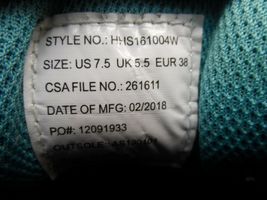 STYLE NO.: HHS161004W
SIZE: US 7.5 UK 5.5 EUR 38
CSA FILE NO.: 261611
DATE OF MFG: 02/2018
PO#: 12091933
OUTSOLE: